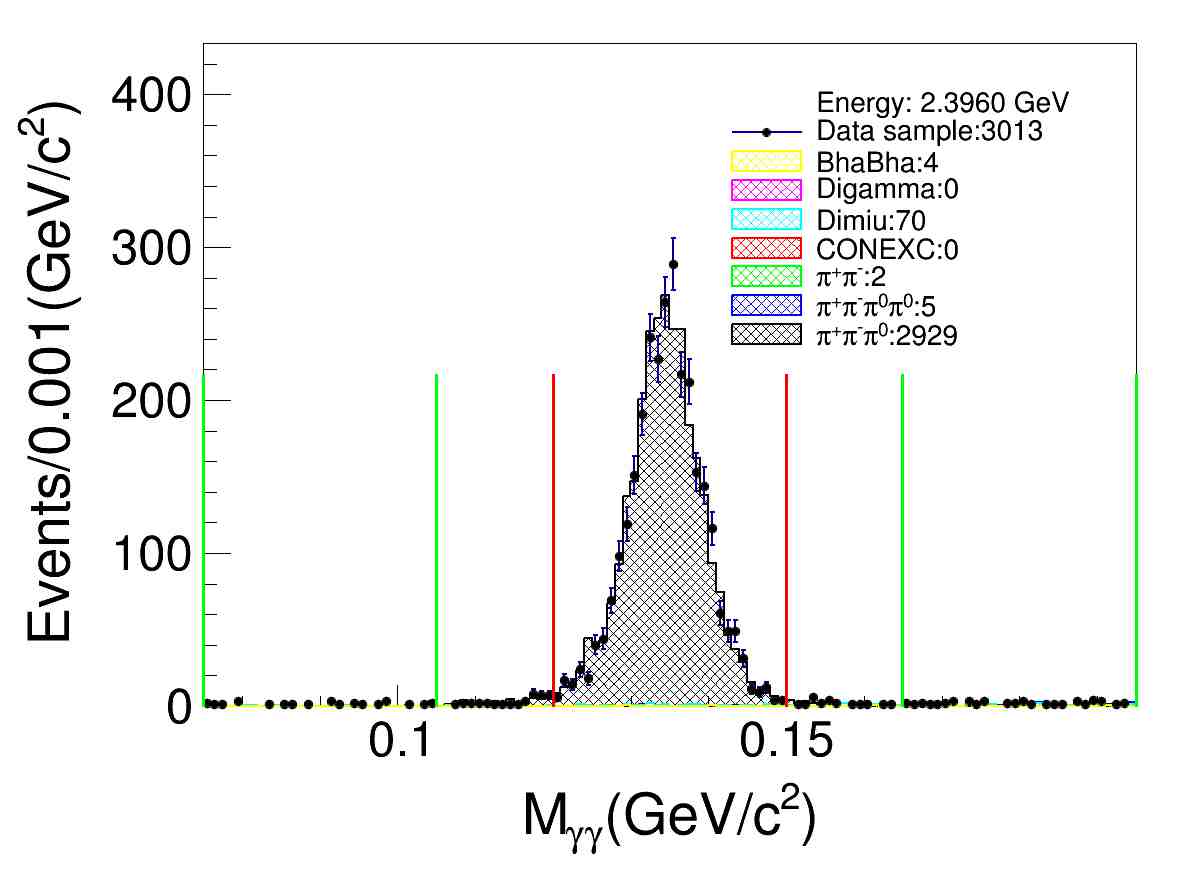 Events/0.001(GeV/c²)
400
300
200
100
0
Energy: 2.3960 GeV
Data sample:3013
BhaBha:4
Digamma:0
Dimiu:70
CONEXC:0
π⁺π⁻:2
π⁺π⁻π⁰π⁰:5
π⁺π⁻π⁰:2929
0.1 0.15
Mγγ(GeV/c²)